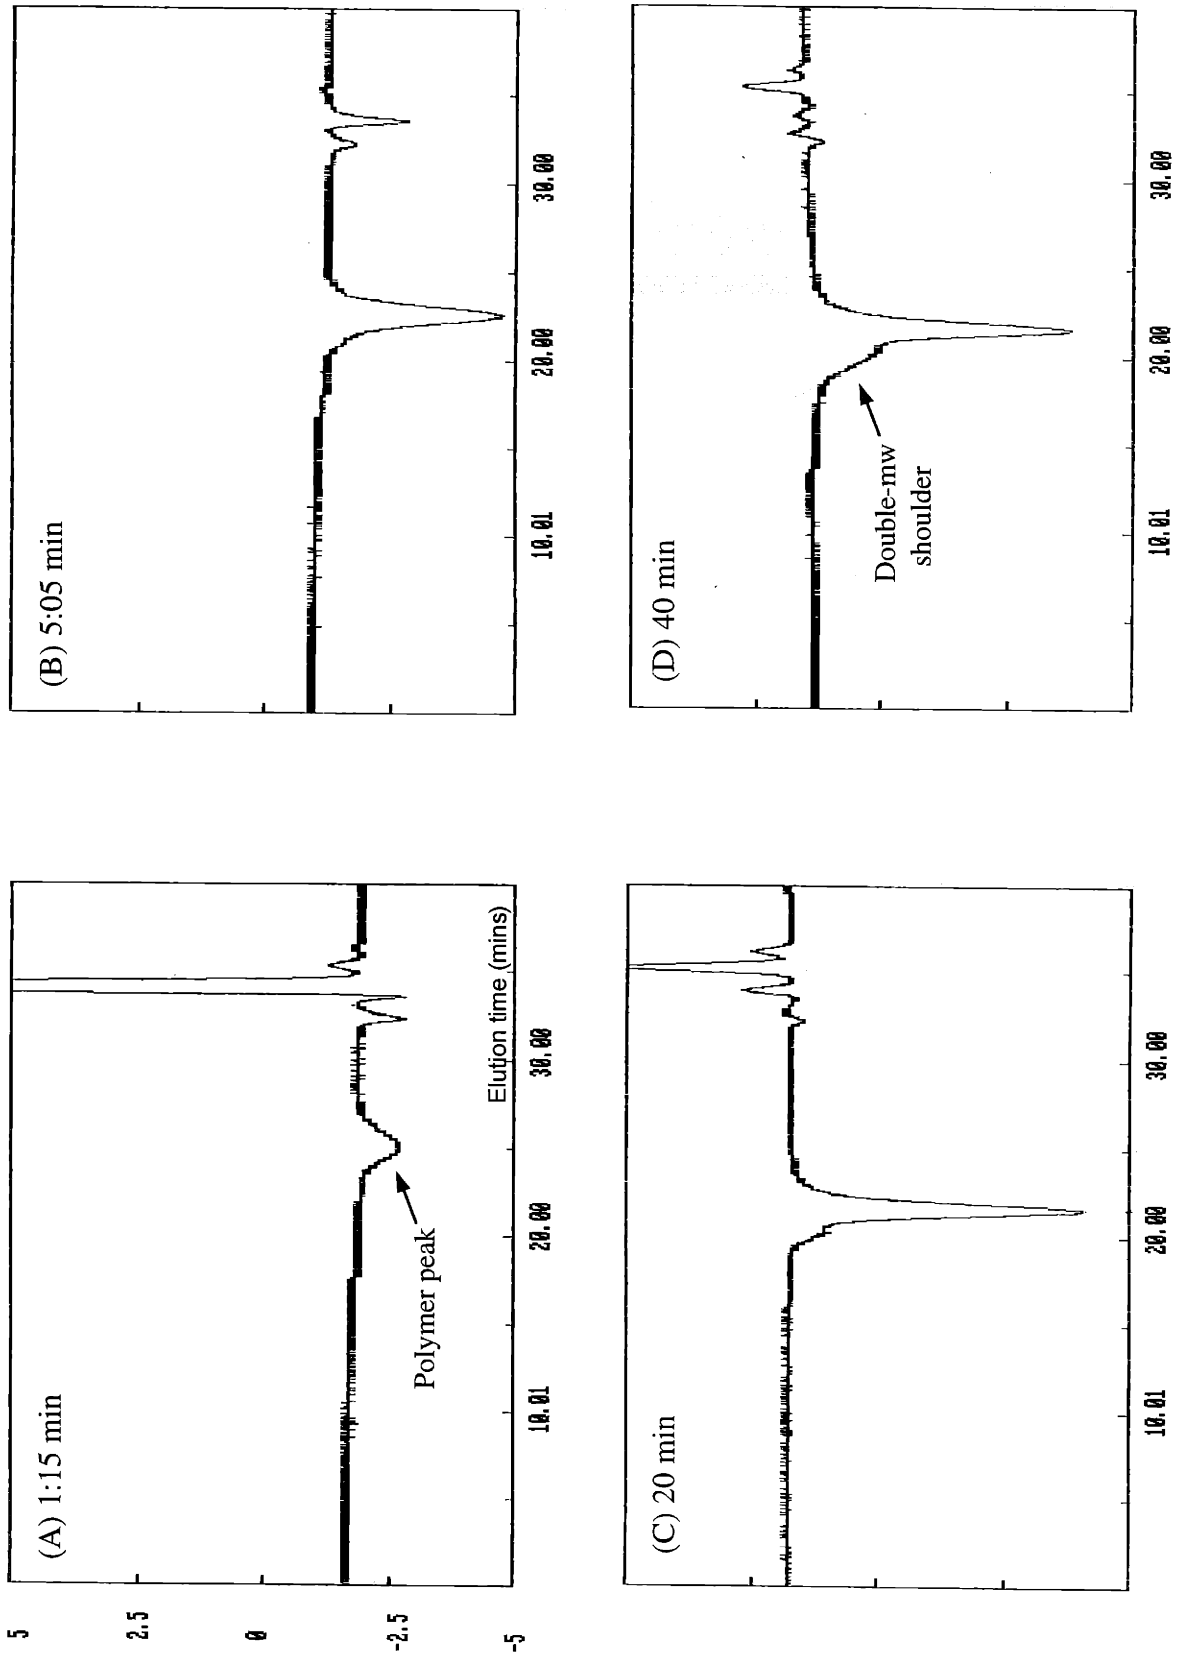 (A) 1:15 min
5
2.5
0
-2.5
-5
Polymer peak
10.01
20.00
30.00
Elution time (mins)
(B) 5:05 min
10.01
20.00
30.00
(C) 20 min
10.01
20.00
30.00
(D) 40 min
Double-mw
shoulder
10.01
20.00
30.00